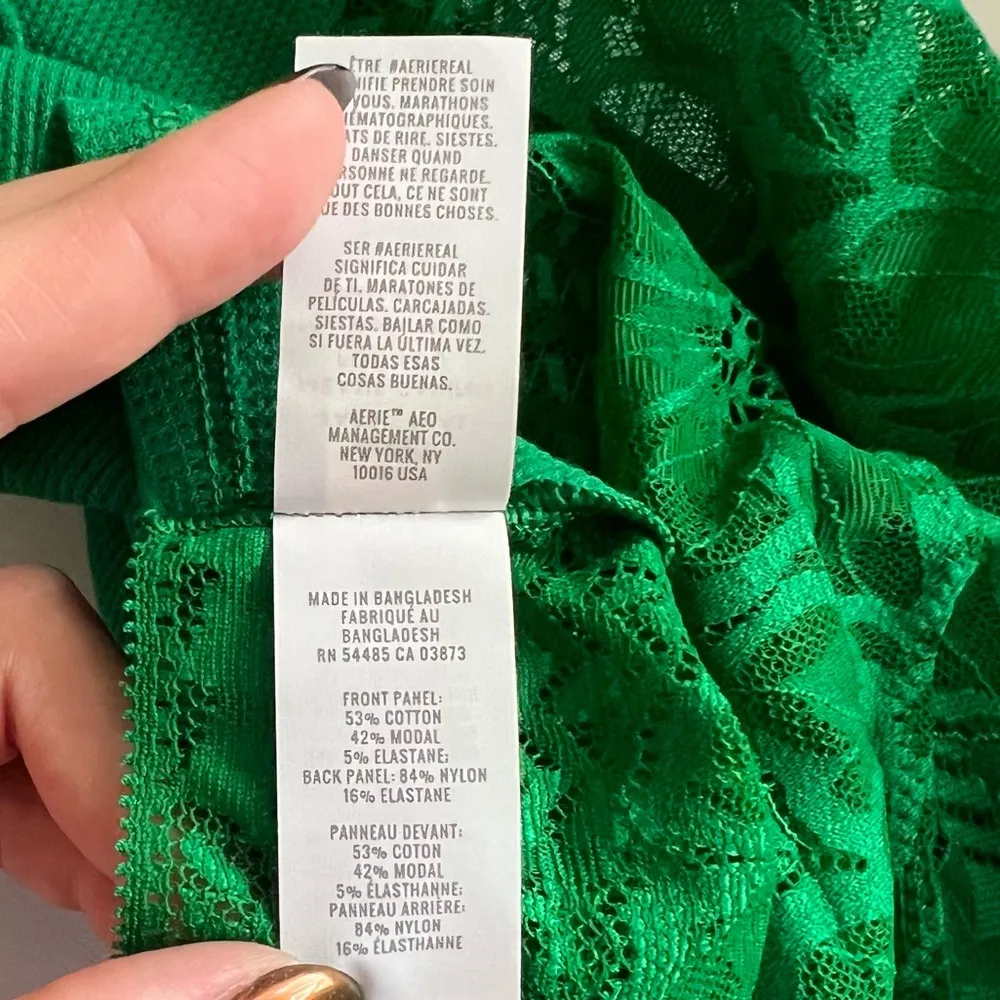 ÊTRE #AERIEREAL
PRENDRE SOIN
VOUS. MARATHONS
DE RIRE. SIESTES.
DANSER QUAND
NE REGARDE.
CELA, CE NE SONT
DES BONNES CHOSES.
SER #AERIEREAL
SIGNIFICA CUIDAR
DE TI. MARATONES DE
PELÍCULAS. CARCAJADAS.
SIESTAS. BAILAR COMO
SI FUERA LA ÚLTIMA VEZ.
TODAS ESAS
COSAS BUENAS.
AERIE™ AEO
MANAGEMENT CO.
NEW YORK, NY
10016 USA
MADE IN BANGLADESH
FABRIQUÉ AU
BANGLADESH
RN 54485 CA 03873
FRONT PANEL:
53% COTTON
42% MODAL
5% ELASTANE;
BACK PANEL: 84% NYLON
16% ELASTANE
PANNEAU DEVANT:
53% COTON
42% MODAL
5% ÉLASTHANNE;
PANNEAU ARRIÈRE:
84% NYLON
16% ÉLASTHANNE